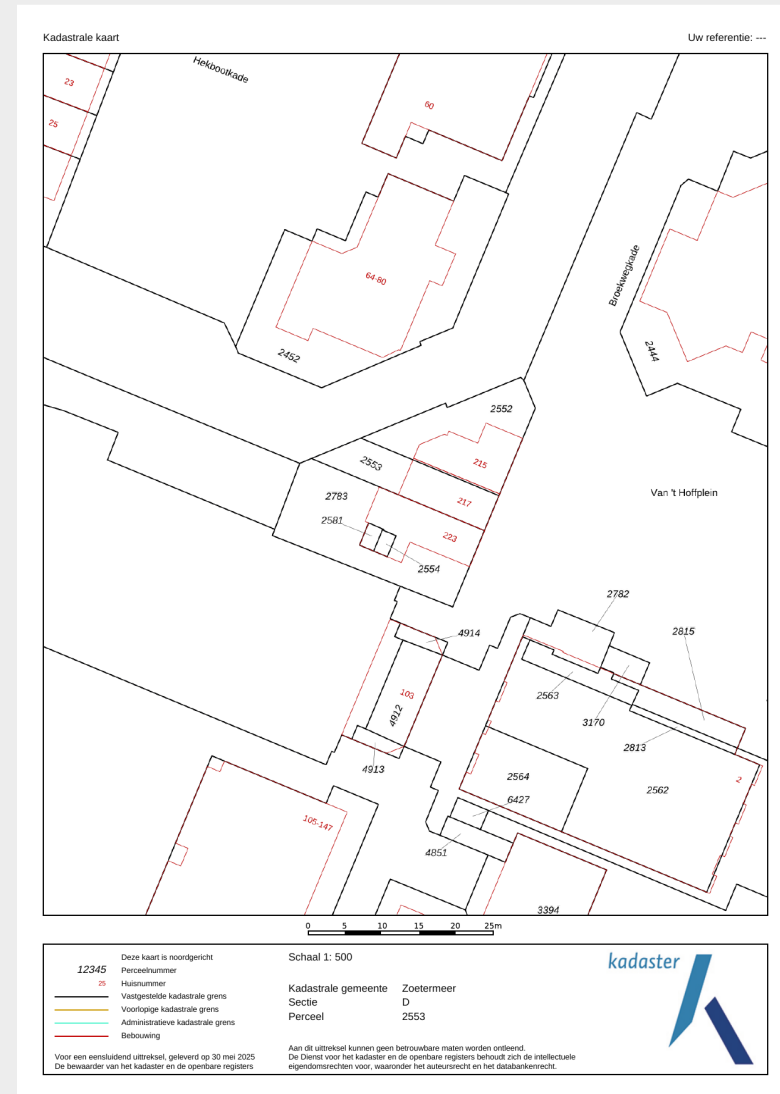 Kadastrale kaart
Uw referentie: ---
Hekbootkade
23
60
25
Broekwegkade
64-80
2452
2444
2552
2553
215
2783
217
Van 't Hoffplein
2581
223
2554
2782
4914
2815
2563
103
4912
3170
2813
4913
2564
2
2562
6427
105-147
4851
3394
0 5 10 15 20 25m
Deze kaart is noordgericht
12345 Perceelnummer
25 Huisnummer
Vastgestelde kadastrale grens
Voorlopige kadastrale grens
Administratieve kadastrale grens
Bebouwing
Voor een eensluidend uittreksel, geleverd op 30 mei 2025
De bewaarder van het kadaster en de openbare registers
Schaal 1: 500
Kadastrale gemeente Zoetermeer
Sectie D
Perceel 2553
Aan dit uittreksel kunnen geen betrouwbare maten worden ontleend.
De Dienst voor het kadaster en de openbare registers behoudt zich de intellectuele
eigendomsrechten voor, waaronder het auteursrecht en het databankenrecht.
kadaster